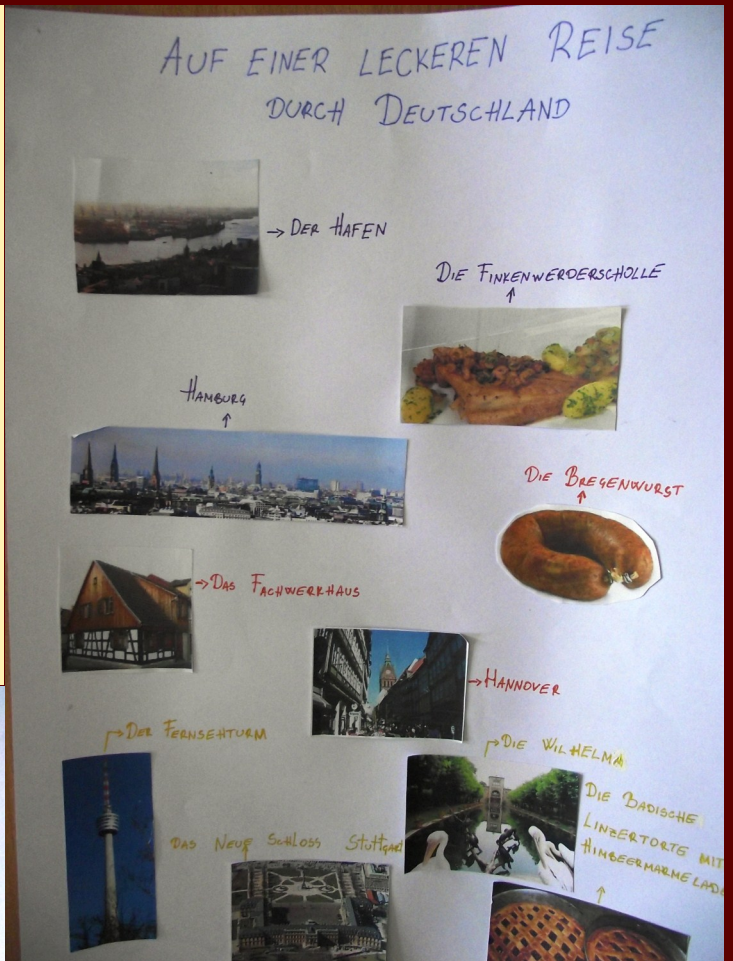 AUF EINER LECKEREN REISE
DURCH DEUTSCHLAND
→ DER HAFEN
DIE FINKENWERDERSCHOLLE
HAMBURG
DIE BREGENWURST
→ DAS FACHWERKHAUS
→ HANNOVER
→ DER FERNSEHTURM
→ DIE WILHELMA
DIE BADISCHE
LINZERTORTE MIT
HIMBEERMARMELADE
DAS NEUE SCHLOSS STUTTGART